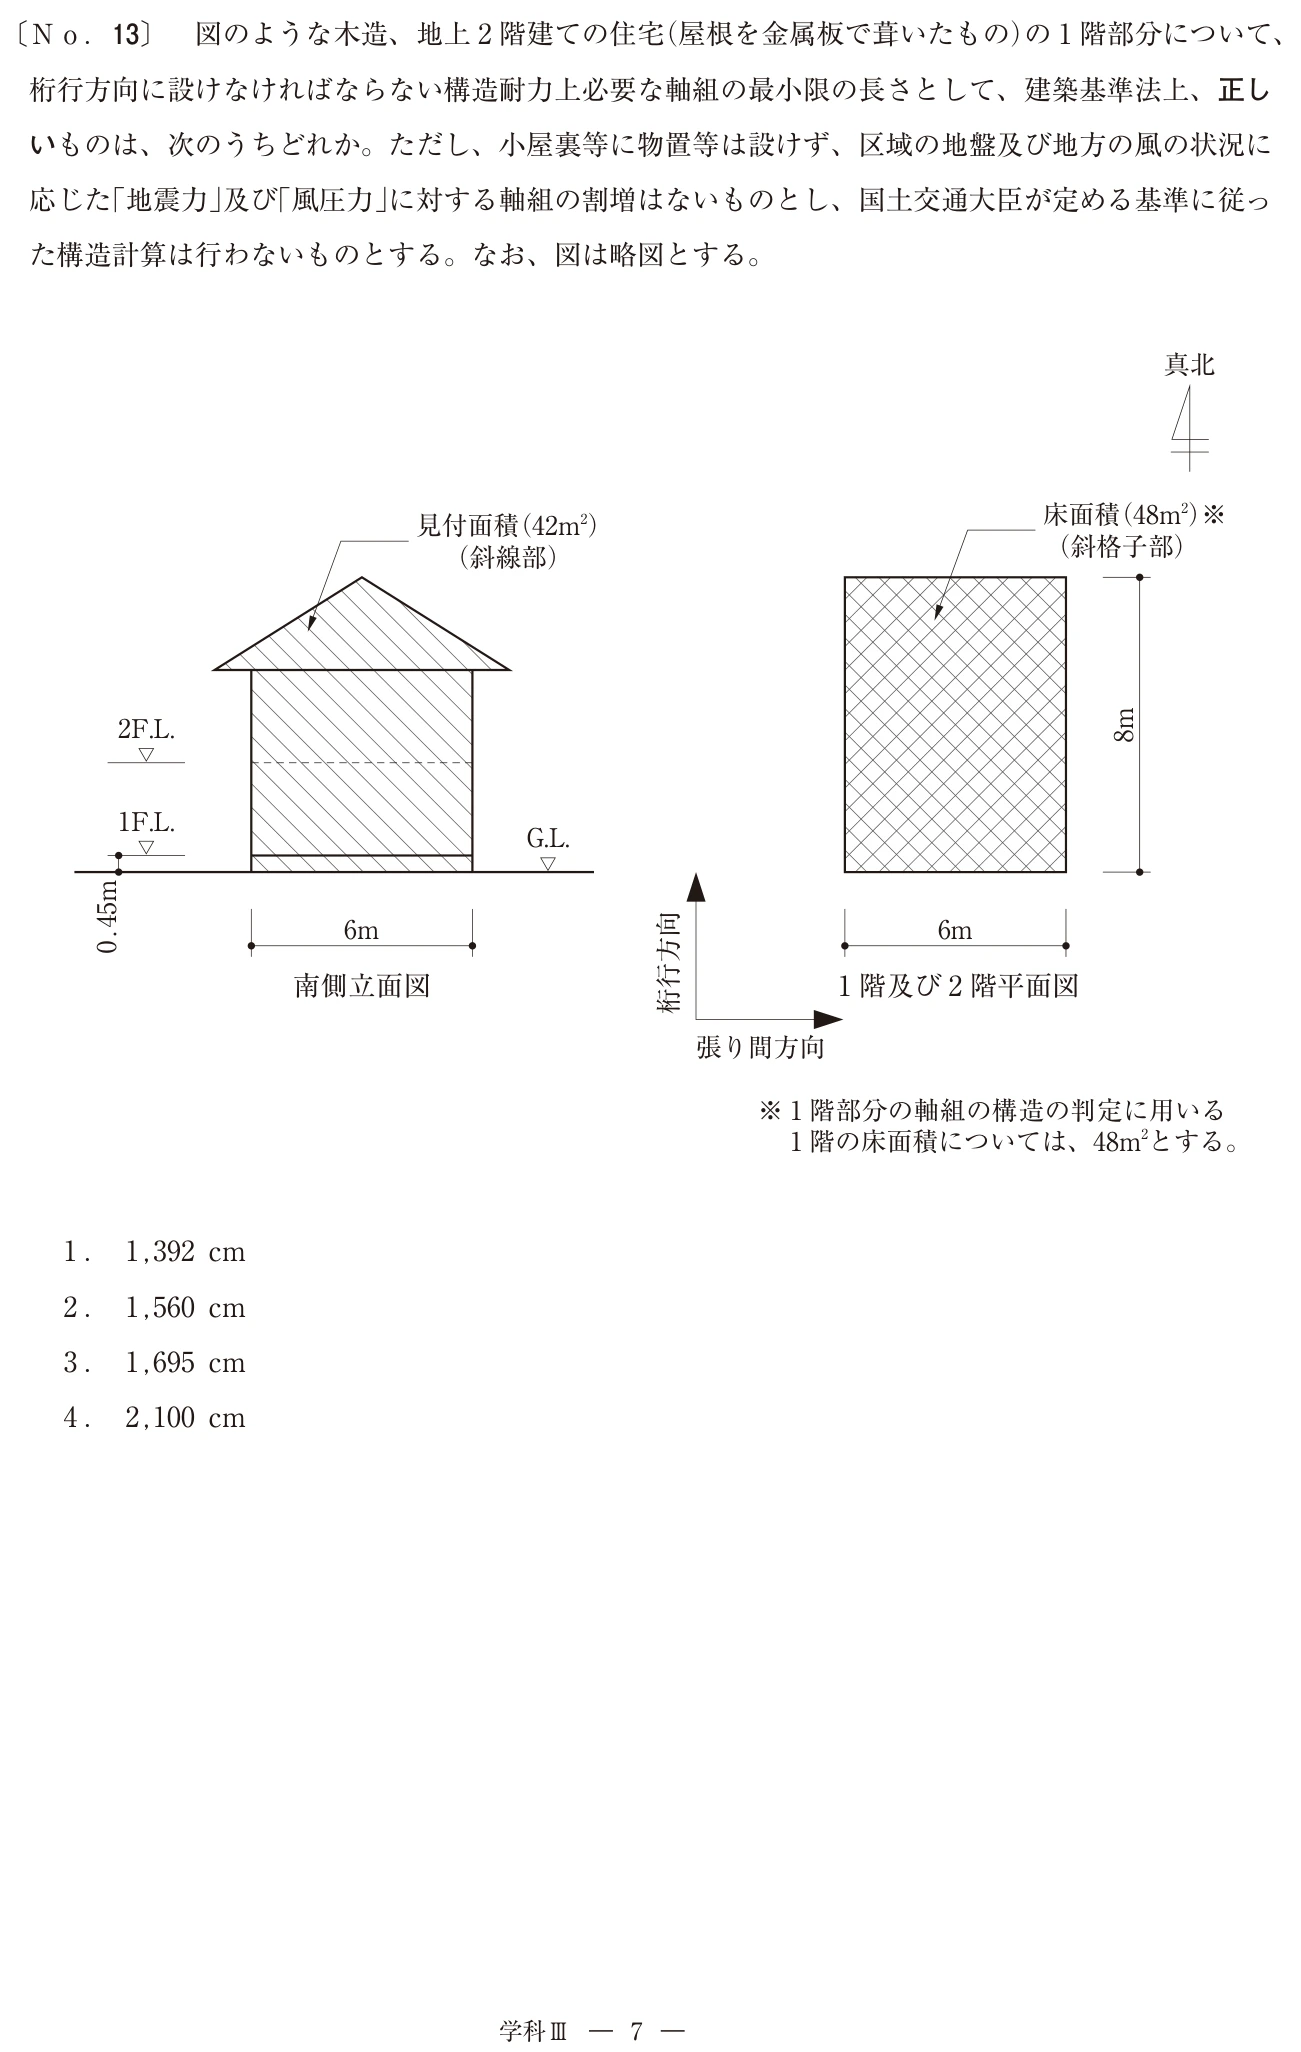 〔Ｎｏ．13〕　図のような木造、地上２階建ての住宅(屋根を金属板で葺いたもの)の１階部分について、
桁行方向に設けなければならない構造耐力上必要な軸組の最小限の長さとして、建築基準法上、正し
いものは、次のうちどれか。ただし、小屋裏等に物置等は設けず、区域の地盤及び地方の風の状況に
応じた「地震力」及び「風圧力」に対する軸組の割増はないものとし、国土交通大臣が定める基準に従っ
た構造計算は行わないものとする。なお、図は略図とする。
真北
見付面積(42m²)
(斜線部)
床面積(48m²)※
(斜格子部)
2F.L.
1F.L.
G.L.
0.45m
8m
6m
6m
南側立面図
１階及び２階平面図
桁行方向
張り間方向
※１階部分の軸組の構造の判定に用いる
１階の床面積については、48m²とする。
１．　1,392 cm
２．　1,560 cm
３．　1,695 cm
４．　2,100 cm
学科Ⅲ ― 7 ―